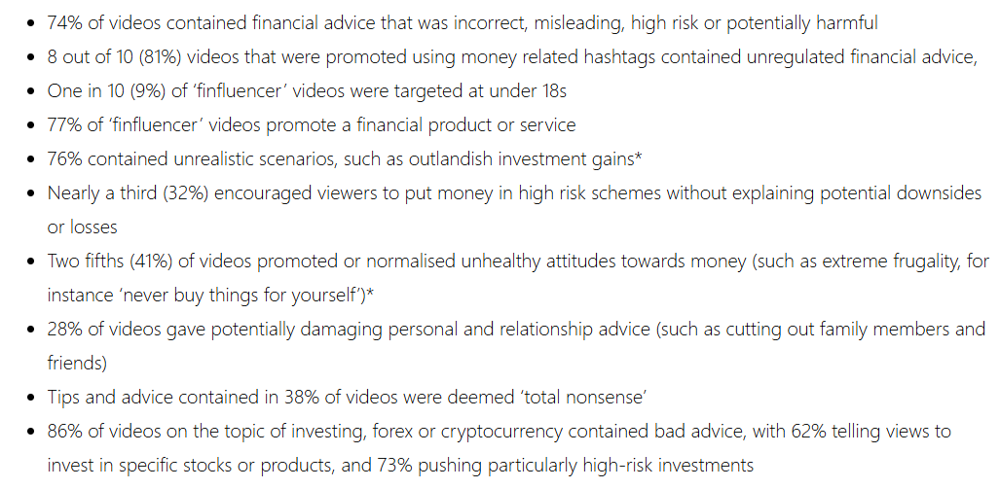 • 74% of videos contained financial advice that was incorrect, misleading, high risk or potentially harmful
• 8 out of 10 (81%) videos that were promoted using money related hashtags contained unregulated financial advice,
• One in 10 (9%) of ‘finfluencer’ videos were targeted at under 18s
• 77% of ‘finfluencer’ videos promote a financial product or service
• 76% contained unrealistic scenarios, such as outlandish investment gains*
• Nearly a third (32%) encouraged viewers to put money in high risk schemes without explaining potential downsides
or losses
• Two fifths (41%) of videos promoted or normalised unhealthy attitudes towards money (such as extreme frugality, for
instance ‘never buy things for yourself’)*
• 28% of videos gave potentially damaging personal and relationship advice (such as cutting out family members and
friends)
• Tips and advice contained in 38% of videos were deemed ‘total nonsense’
• 86% of videos on the topic of investing, forex or cryptocurrency contained bad advice, with 62% telling views to
invest in specific stocks or products, and 73% pushing particularly high-risk investments